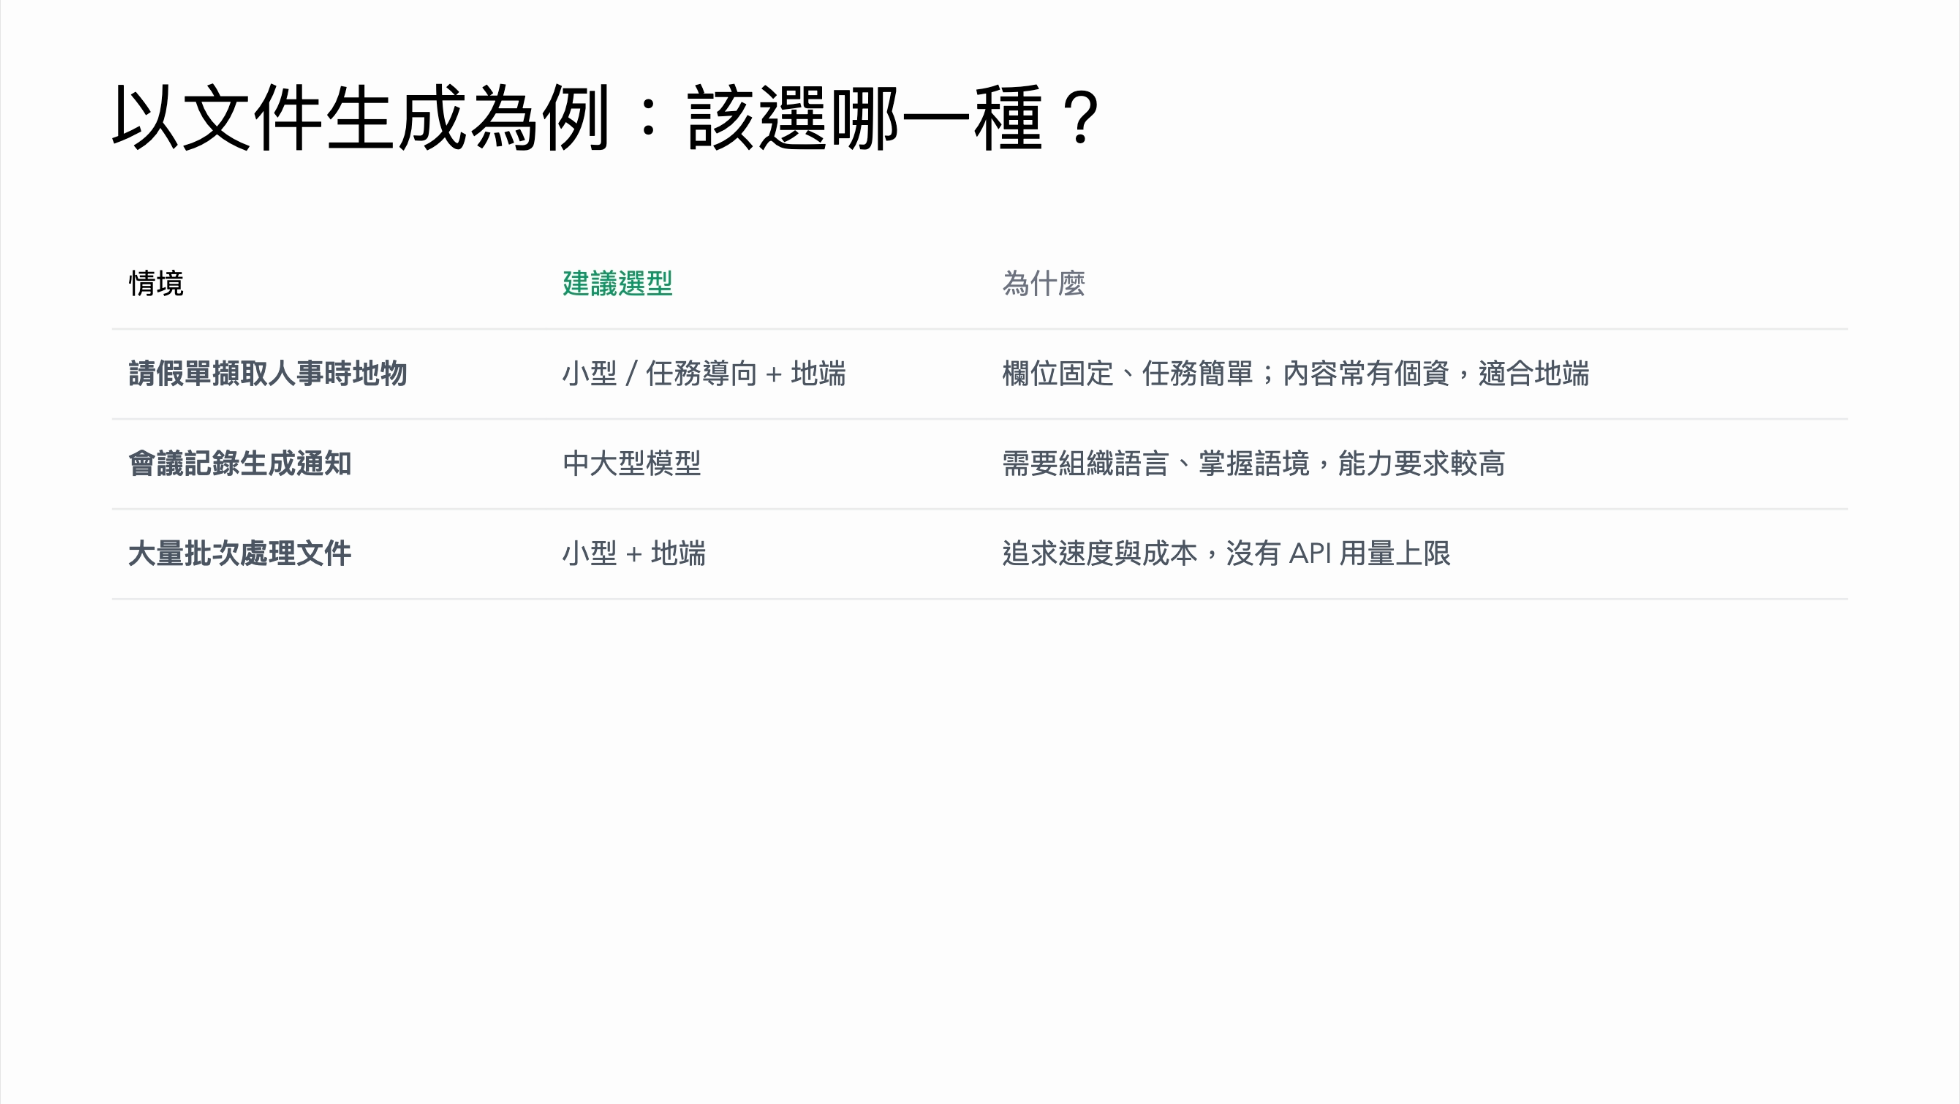 以文件生成為例：該選哪一種？
情境 建議選型 為什麼
請假單擷取人事時地物 小型 / 任務導向 + 地端 欄位固定、任務簡單；內容常有個資，適合地端
會議記錄生成通知 中大型模型 需要組織語言、掌握語境，能力要求較高
大量批次處理文件 小型 + 地端 追求速度與成本，沒有 API 用量上限